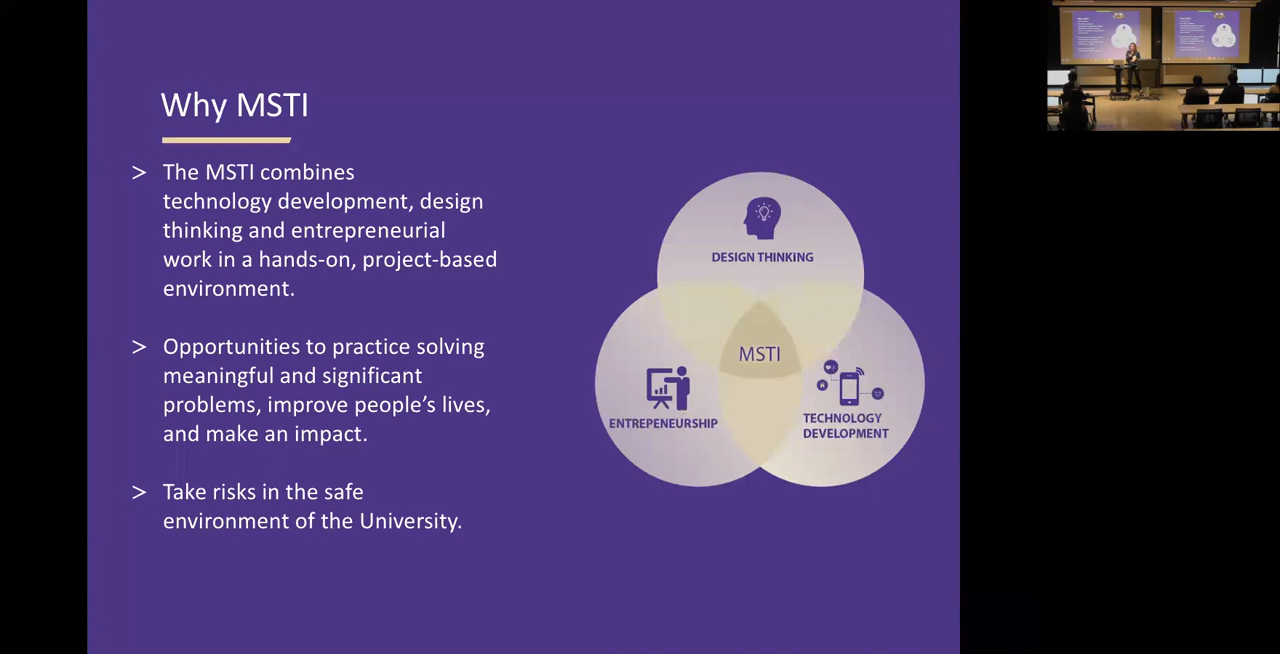 Why MSTI
> The MSTI combines
technology development, design
thinking and entrepreneurial
work in a hands-on, project-based
environment.
> Opportunities to practice solving
meaningful and significant
problems, improve people’s lives,
and make an impact.
> Take risks in the safe
environment of the University.
DESIGN THINKING
MSTI
ENTREPENEURSHIP
TECHNOLOGY
DEVELOPMENT